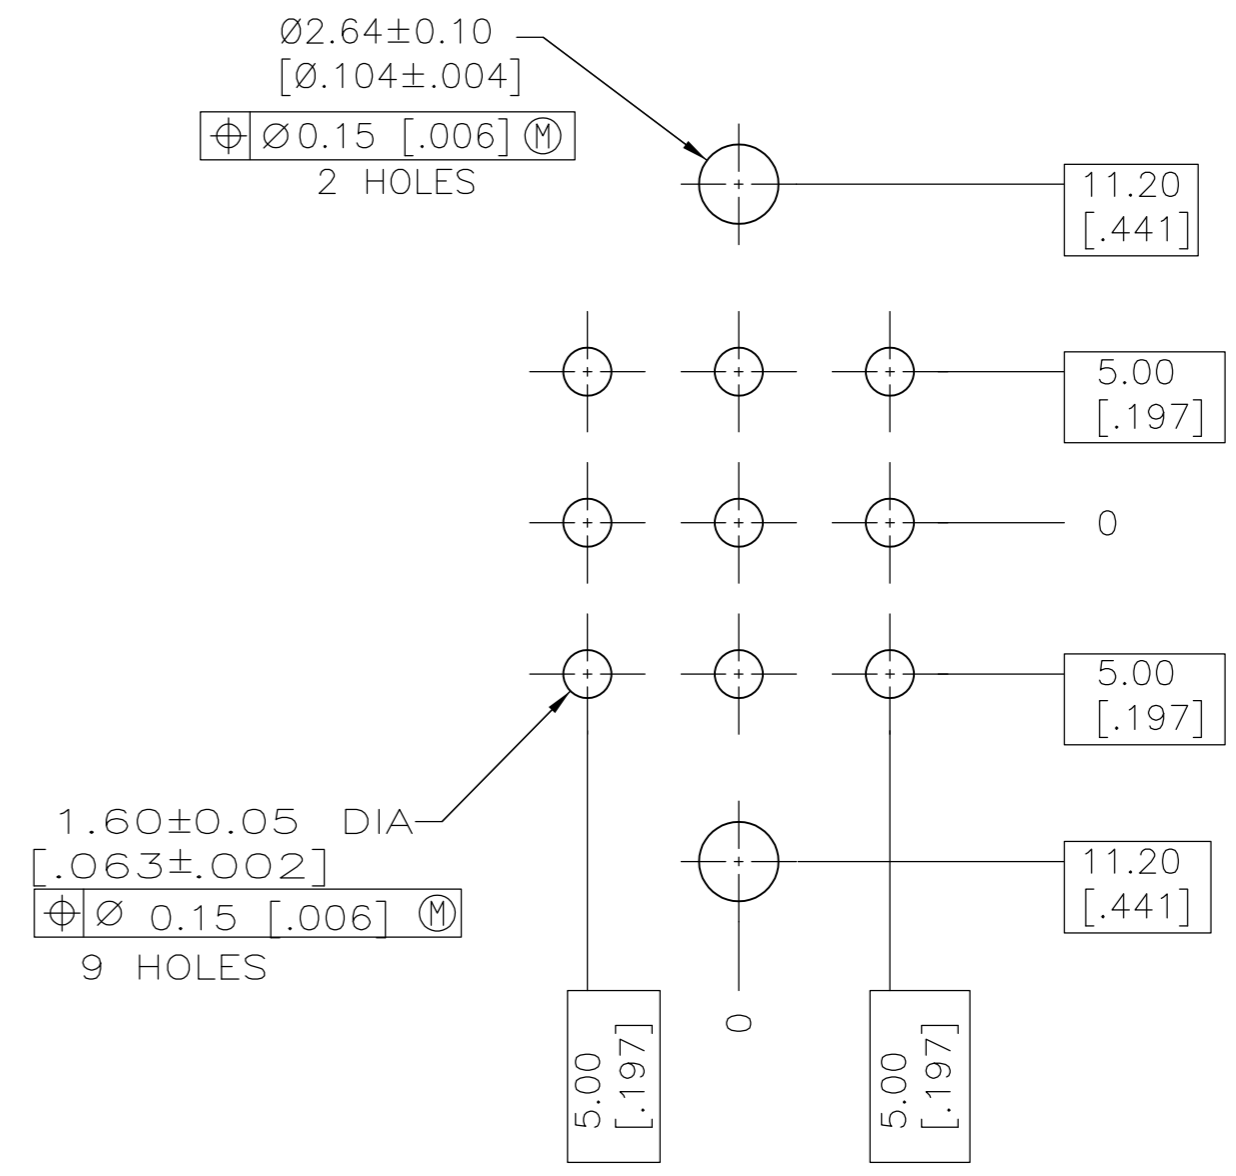 Ø2.64±0.10
[Ø.104±.004]
⌖ Ø0.15 [.006] Ⓜ
2 HOLES
11.20
[.441]
5.00
[.197]
0
5.00
[.197]
1.60±0.05 DIA
[.063±.002]
⌖ Ø 0.15 [.006] Ⓜ
9 HOLES
11.20
[.441]
5.00
[.197]
0
5.00
[.197]